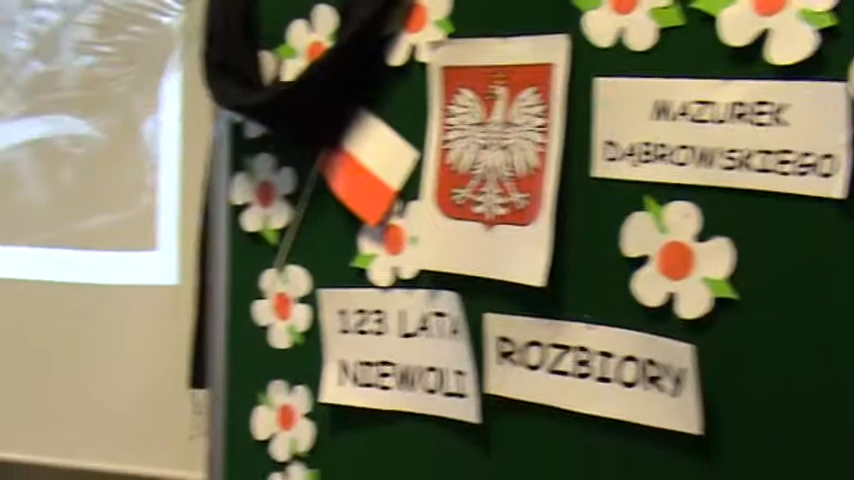 MAZUREK
DĄBROWSKIEGO
123 LATA
NIEWOLI
ROZBIORY